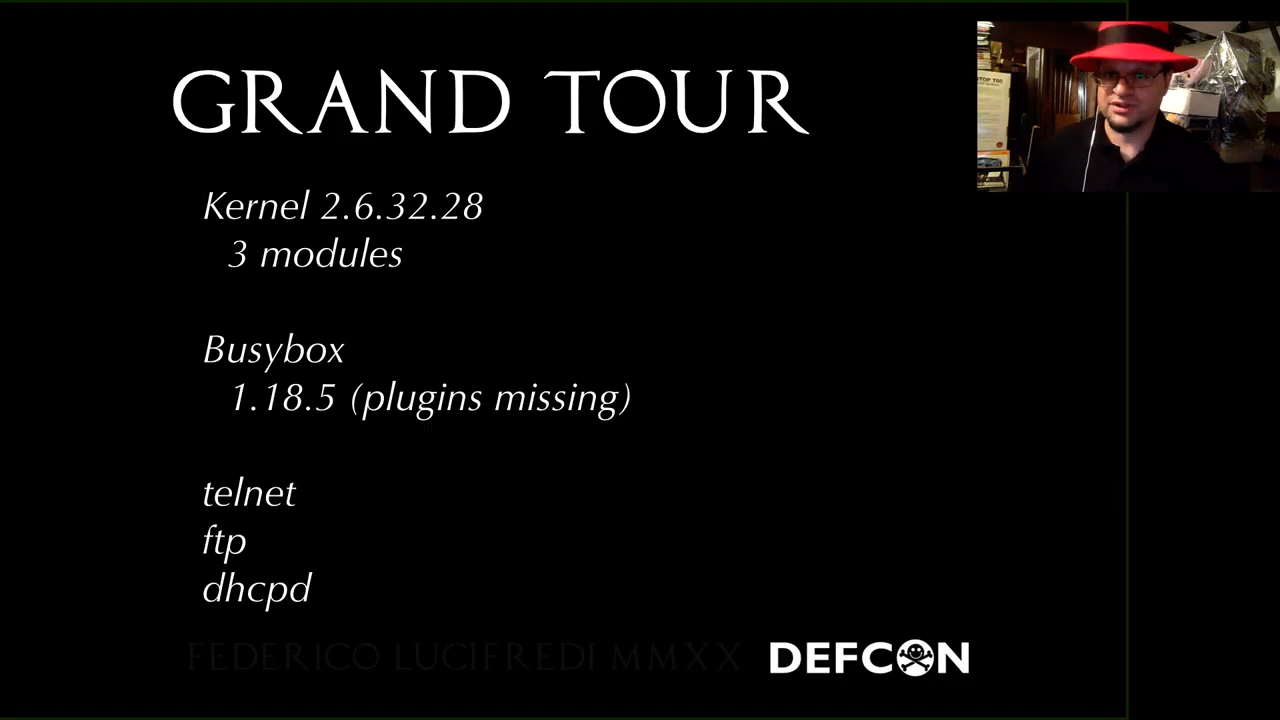 GRAND TOUR
Kernel 2.6.32.28
3 modules
Busybox
1.18.5 (plugins missing)
telnet
ftp
dhcpd
FEDERICO LUCIFREDI MMXX
DEFCON